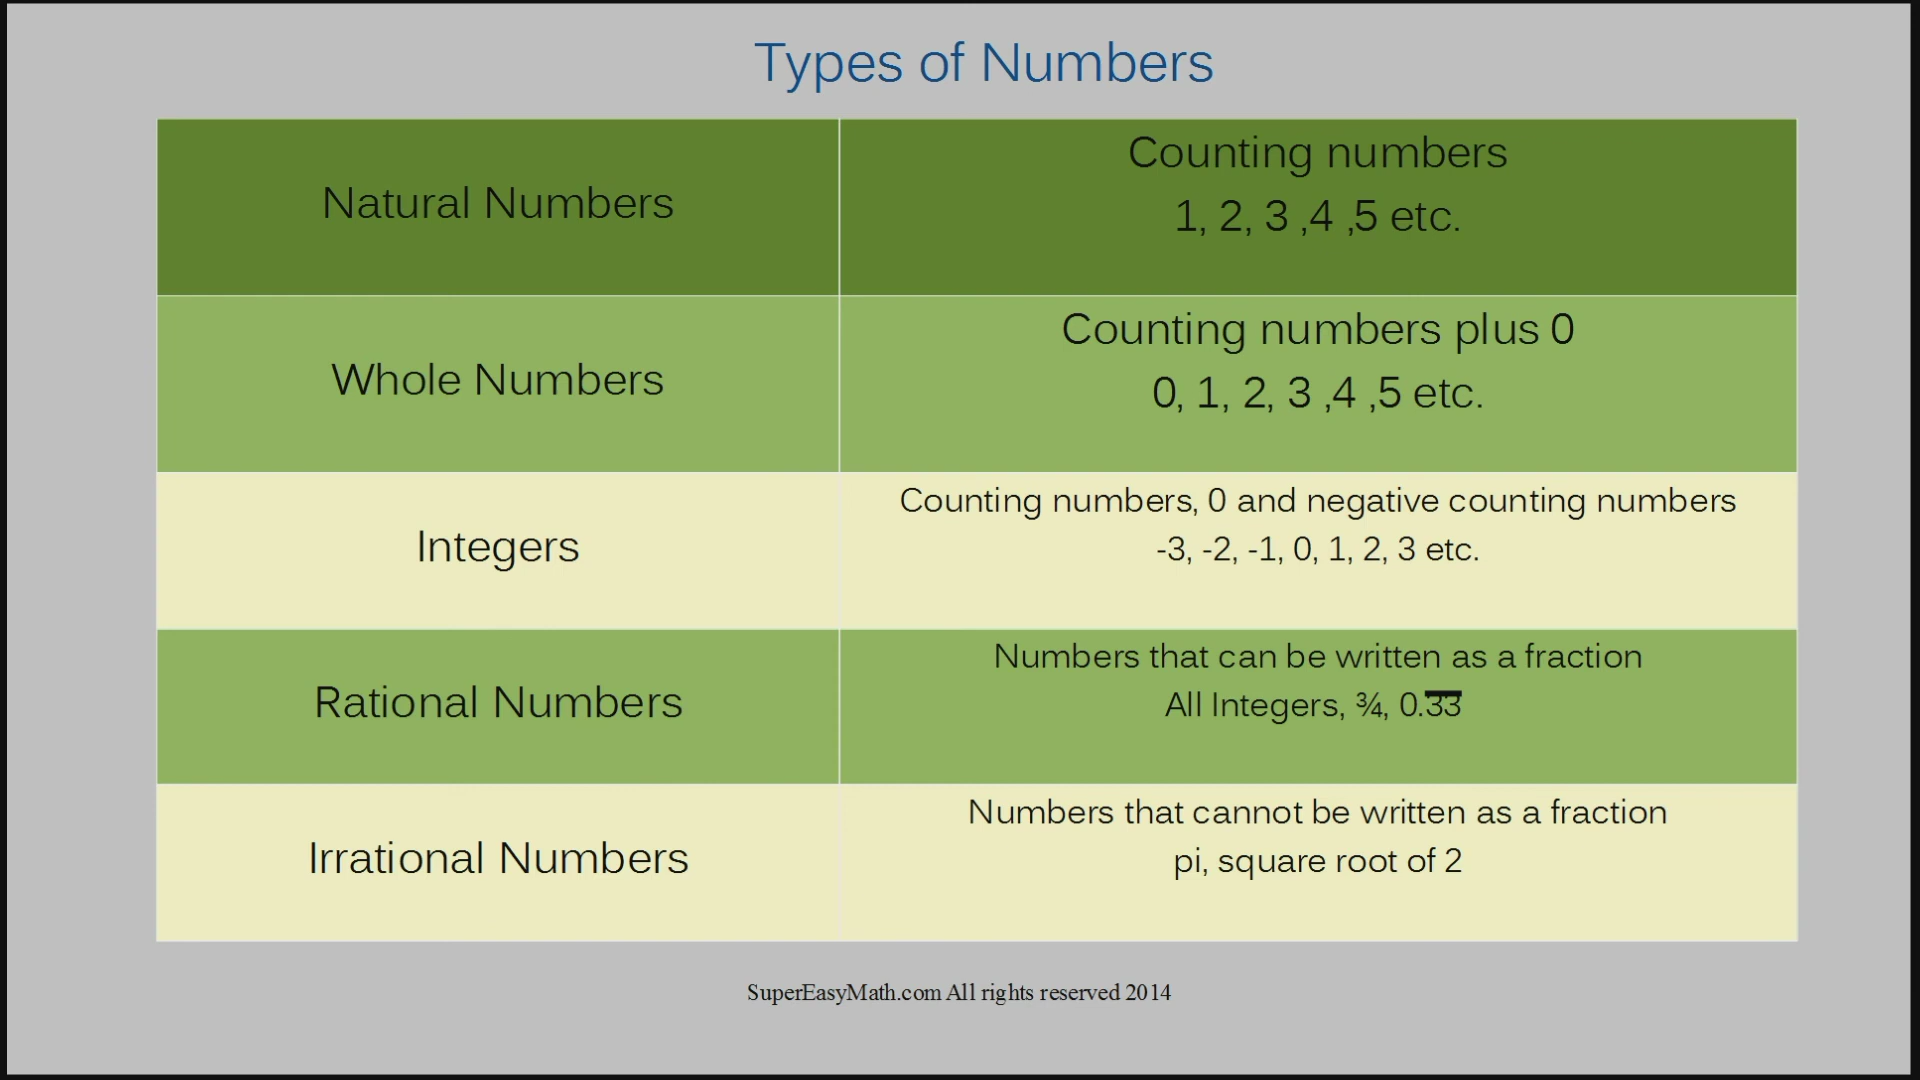 Types of Numbers
Natural Numbers
Counting numbers
1, 2, 3 ,4 ,5 etc.
Whole Numbers
Counting numbers plus 0
0, 1, 2, 3 ,4 ,5 etc.
Integers
Counting numbers, 0 and negative counting numbers
-3, -2, -1, 0, 1, 2, 3 etc.
Rational Numbers
Numbers that can be written as a fraction
All Integers, ¾, 0.3̅3̅
Irrational Numbers
Numbers that cannot be written as a fraction
pi, square root of 2
SuperEasyMath.com All rights reserved 2014